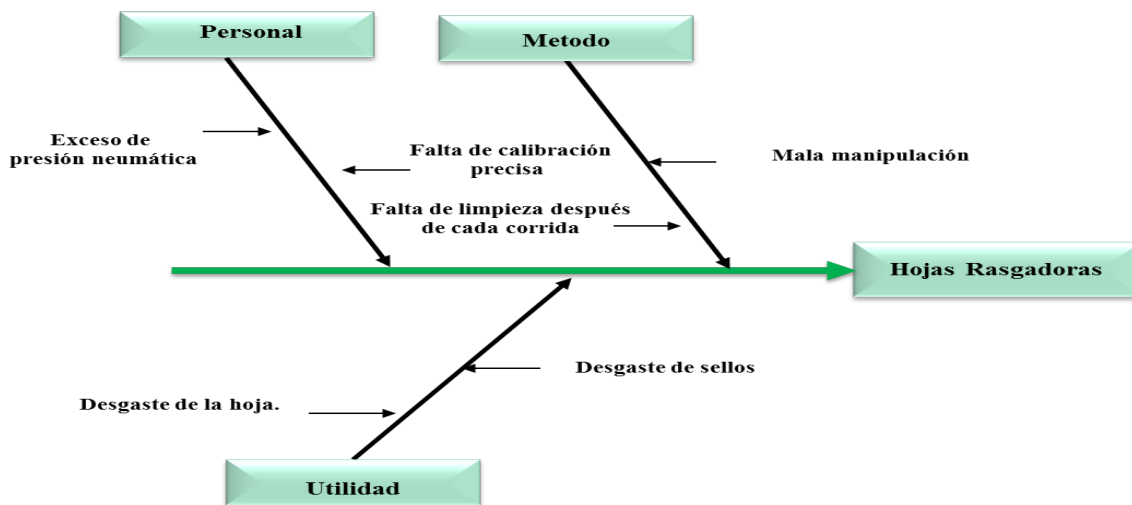 Personal
Metodo
Exceso de
presión neumática
Falta de calibración
precisa
Mala manipulación
Falta de limpieza después
de cada corrida
Hojas Rasgadoras
Desgaste de sellos
Desgaste de la hoja.
Utilidad